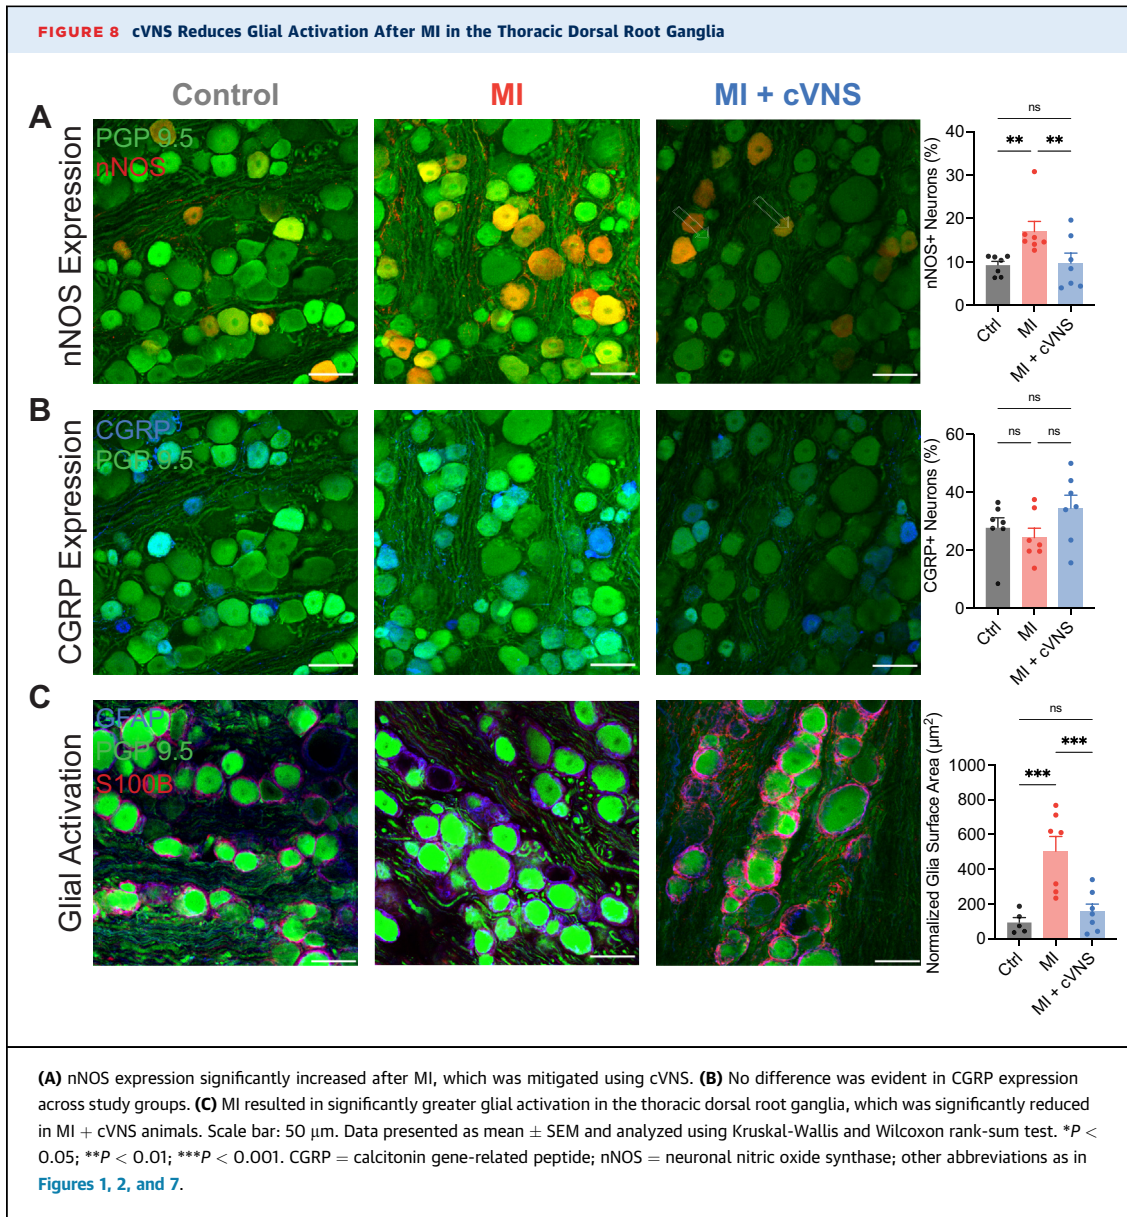 FIGURE 8 cVNS Reduces Glial Activation After MI in the Thoracic Dorsal Root Ganglia
Control
MI
MI + cVNS
A
nNOS Expression
PGP 9.5
nNOS
nNOS+ Neurons (%)
40
30
20
10
0
ns
**
**
Ctrl
MI
MI + cVNS
B
CGRP Expression
CGRP
PGP 9.5
CGRP+ Neurons (%)
60
40
20
0
ns
ns
ns
Ctrl
MI
MI + cVNS
C
Glial Activation
GFAP
PGP 9.5
S100B
Normalized Glia Surface Area (µm²)
1000
800
600
400
200
0
ns
***
***
Ctrl
MI
MI + cVNS
(A) nNOS expression significantly increased after MI, which was mitigated using cVNS. (B) No difference was evident in CGRP expression
across study groups. (C) MI resulted in significantly greater glial activation in the thoracic dorsal root ganglia, which was significantly reduced
in MI + cVNS animals. Scale bar: 50 µm. Data presented as mean ± SEM and analyzed using Kruskal-Wallis and Wilcoxon rank-sum test. *P <
0.05; **P < 0.01; ***P < 0.001. CGRP = calcitonin gene-related peptide; nNOS = neuronal nitric oxide synthase; other abbreviations as in
Figures 1, 2, and 7.